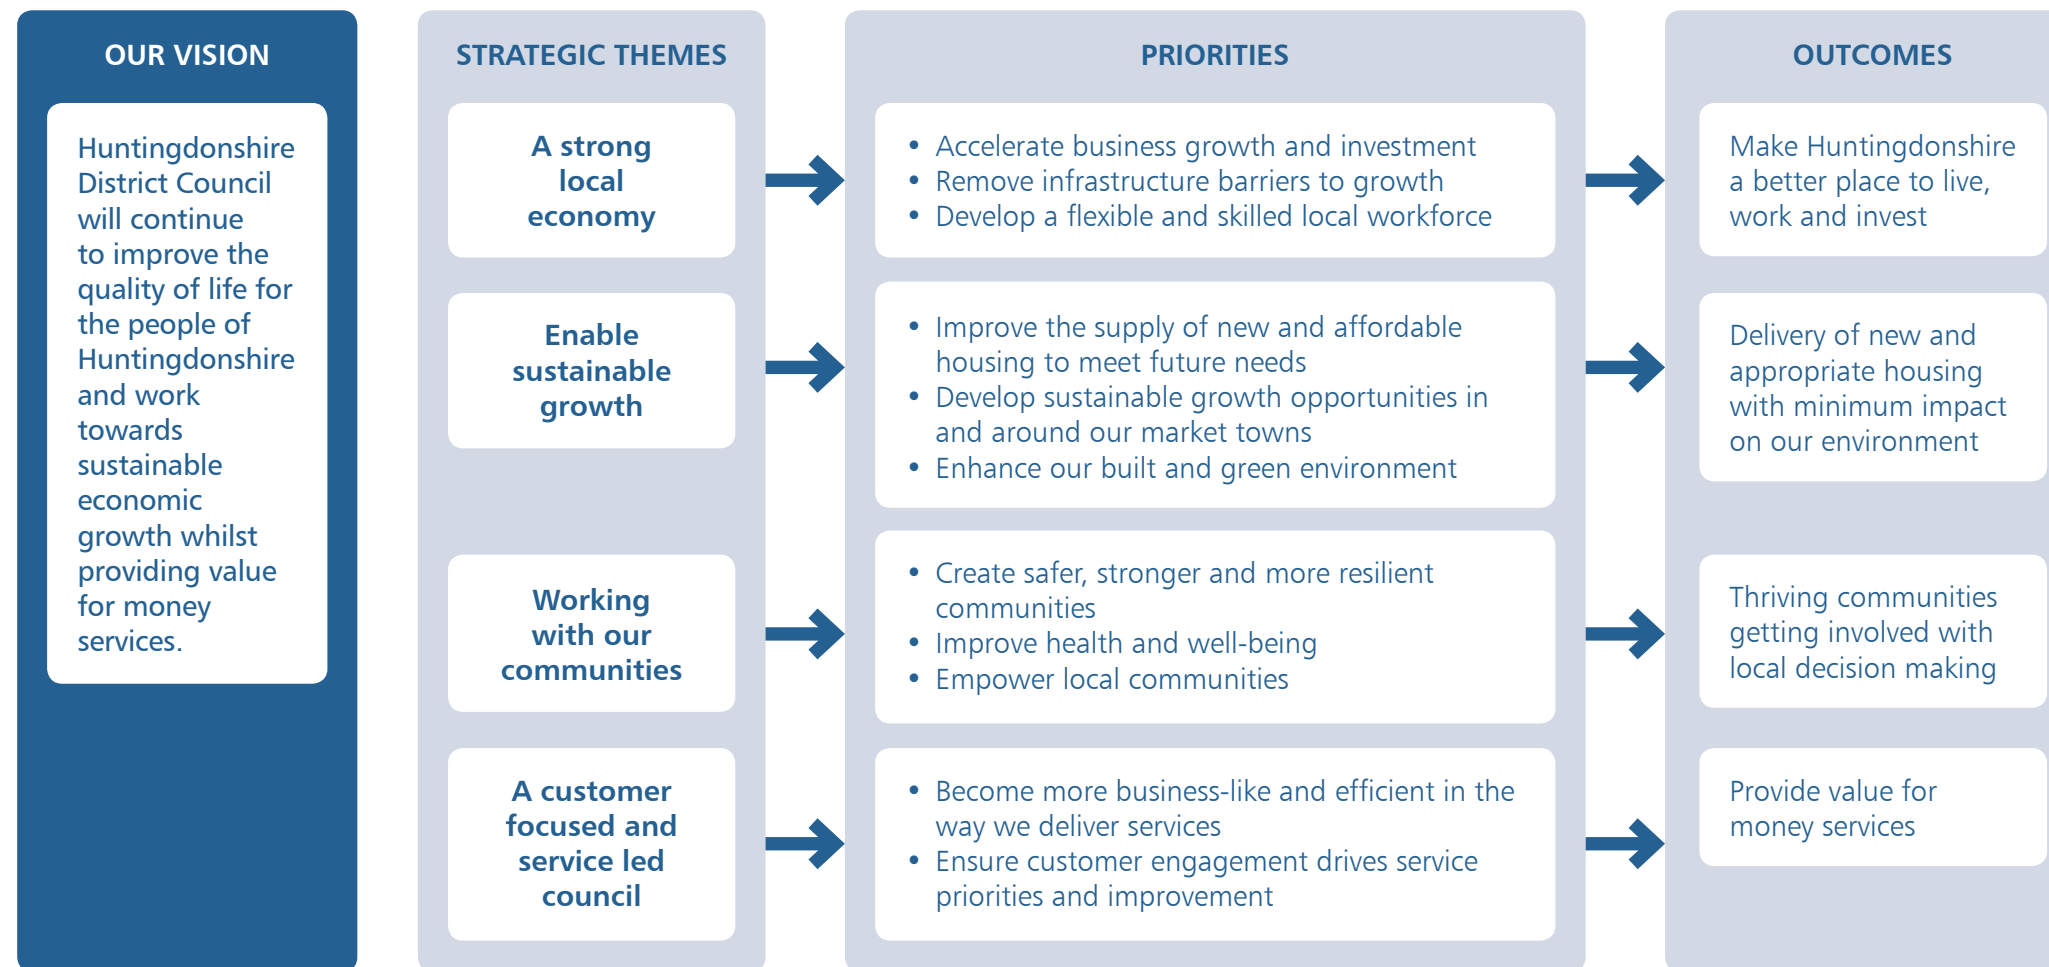 OUR VISION
Huntingdonshire
District Council
will continue
to improve the
quality of life for
the people of
Huntingdonshire
and work
towards
sustainable
economic
growth whilst
providing value
for money
services.
STRATEGIC THEMES
PRIORITIES
OUTCOMES
A strong
local
economy
• Accelerate business growth and investment
• Remove infrastructure barriers to growth
• Develop a flexible and skilled local workforce
Make Huntingdonshire
a better place to live,
work and invest
Enable
sustainable
growth
• Improve the supply of new and affordable
housing to meet future needs
• Develop sustainable growth opportunities in
and around our market towns
• Enhance our built and green environment
Delivery of new and
appropriate housing
with minimum impact
on our environment
Working
with our
communities
• Create safer, stronger and more resilient
communities
• Improve health and well-being
• Empower local communities
Thriving communities
getting involved with
local decision making
A customer
focused and
service led
council
• Become more business-like and efficient in the
way we deliver services
• Ensure customer engagement drives service
priorities and improvement
Provide value for
money services